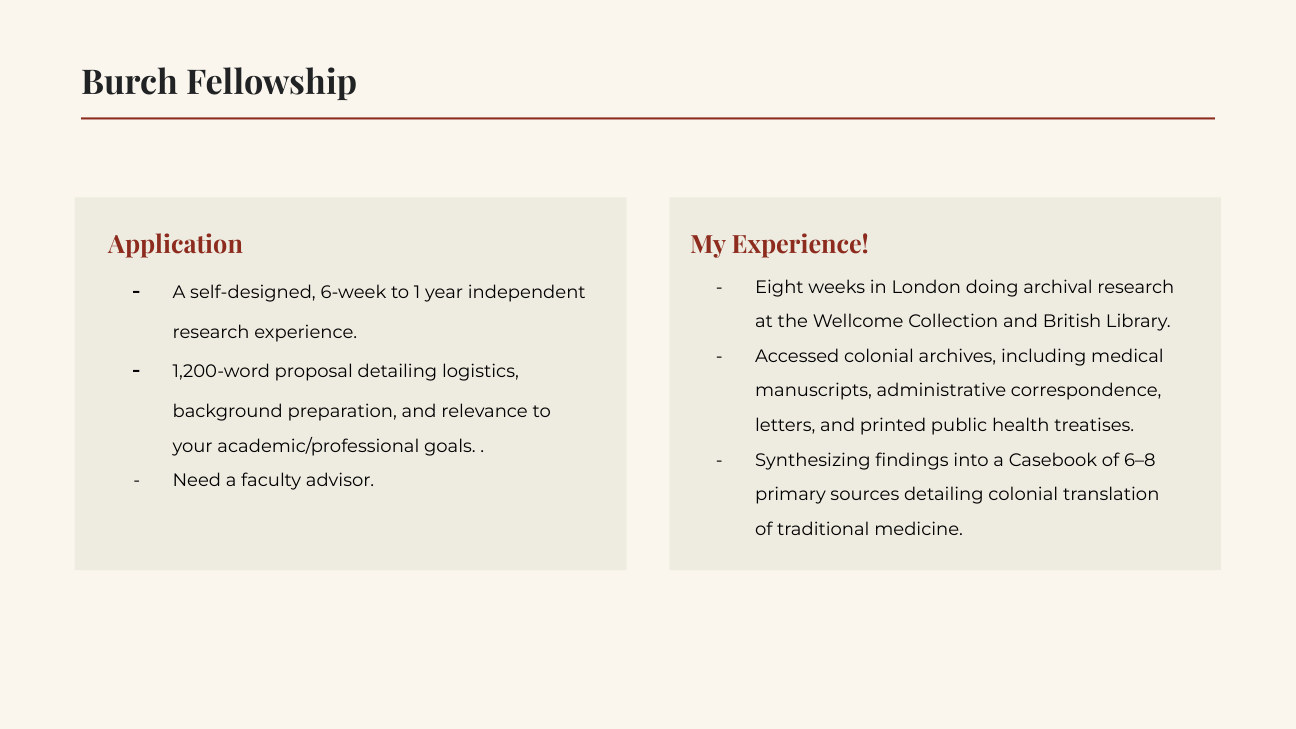 Burch Fellowship
Application
- A self-designed, 6-week to 1 year independent
research experience.
- 1,200-word proposal detailing logistics,
background preparation, and relevance to
your academic/professional goals. .
- Need a faculty advisor.
My Experience!
- Eight weeks in London doing archival research
at the Wellcome Collection and British Library.
- Accessed colonial archives, including medical
manuscripts, administrative correspondence,
letters, and printed public health treatises.
- Synthesizing findings into a Casebook of 6–8
primary sources detailing colonial translation
of traditional medicine.